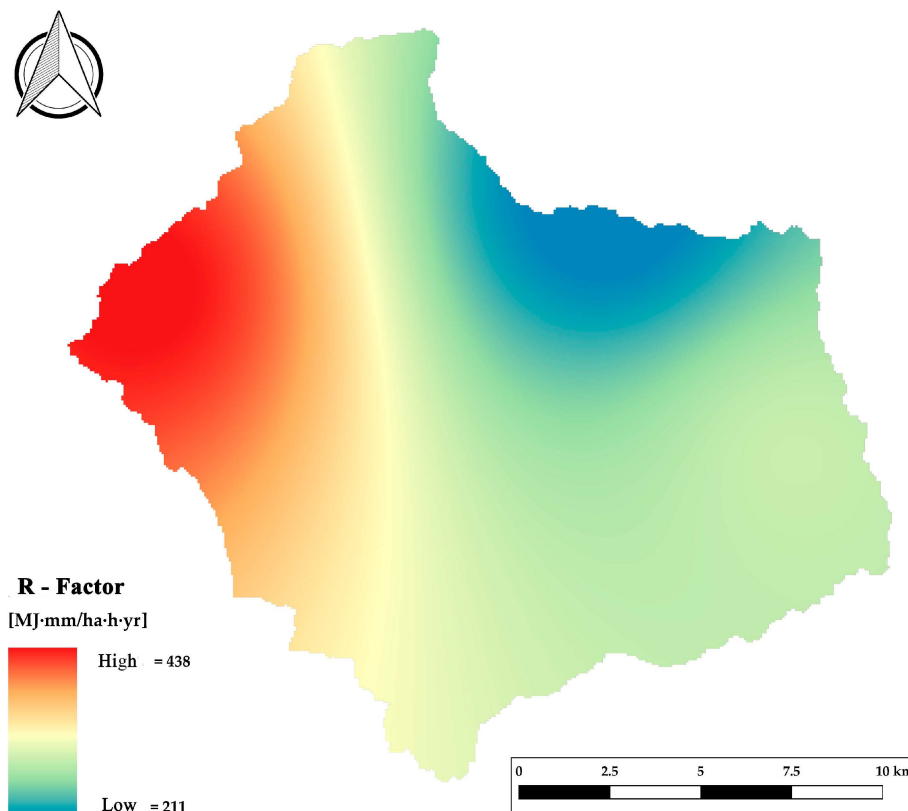 R - Factor
[MJ·mm/ha·h·yr]
High = 438
Low = 211
0 2.5 5 7.5 10 km